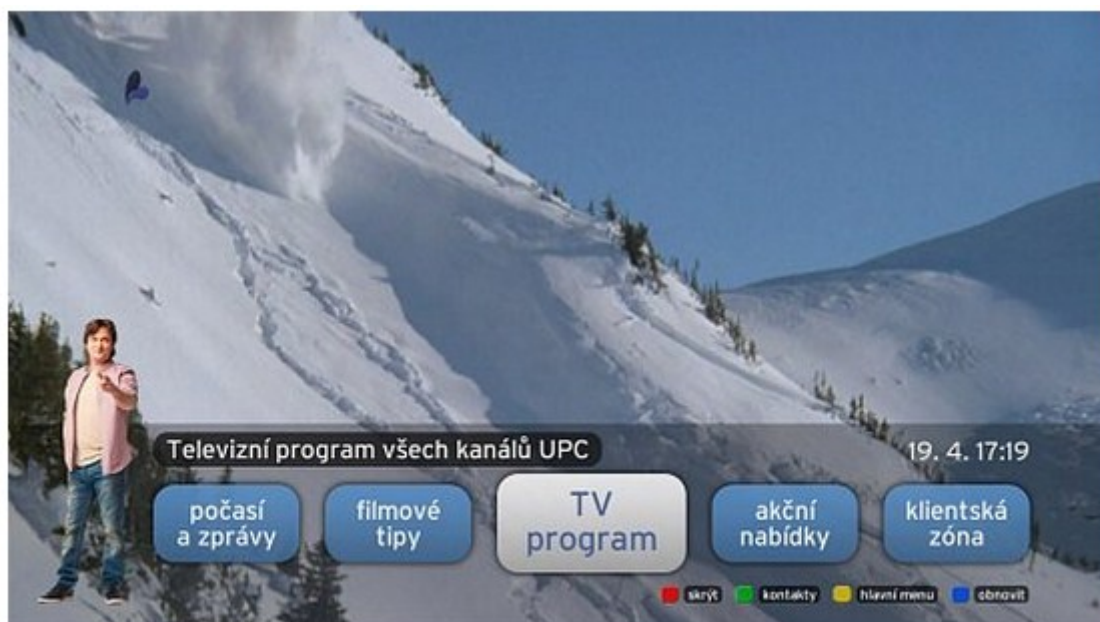 Televizní program všech kanálů UPC
19. 4. 17:19
počasí
a zprávy
filmové
tipy
TV
program
akční
nabídky
klientská
zóna
skrýt
kontakty
hlavní menu
obnovit